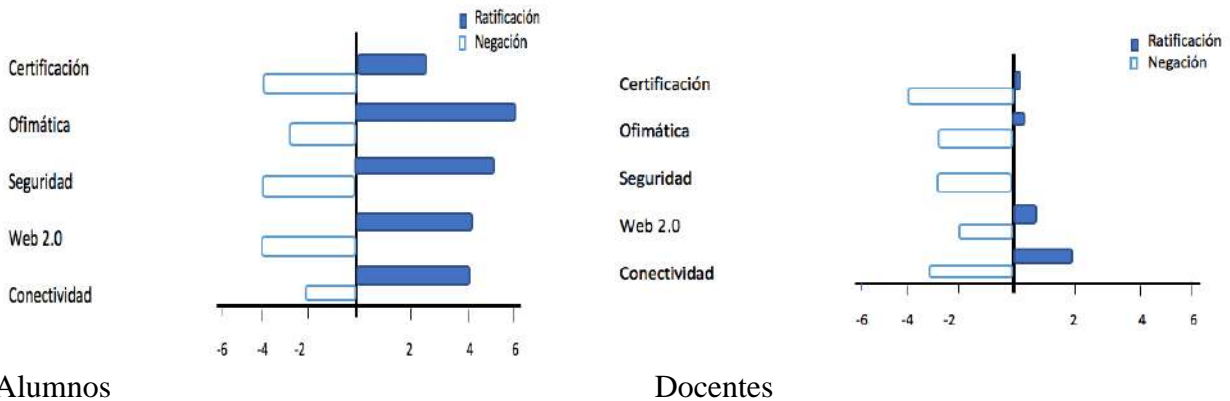 Ratificación
Negación
Certificación
Ofimática
Seguridad
Web 2.0
Conectividad
-6 -4 -2 2 4 6
Alumnos
Ratificación
Negación
Certificación
Ofimática
Seguridad
Web 2.0
Conectividad
-6 -4 -2 2 4 6
Docentes